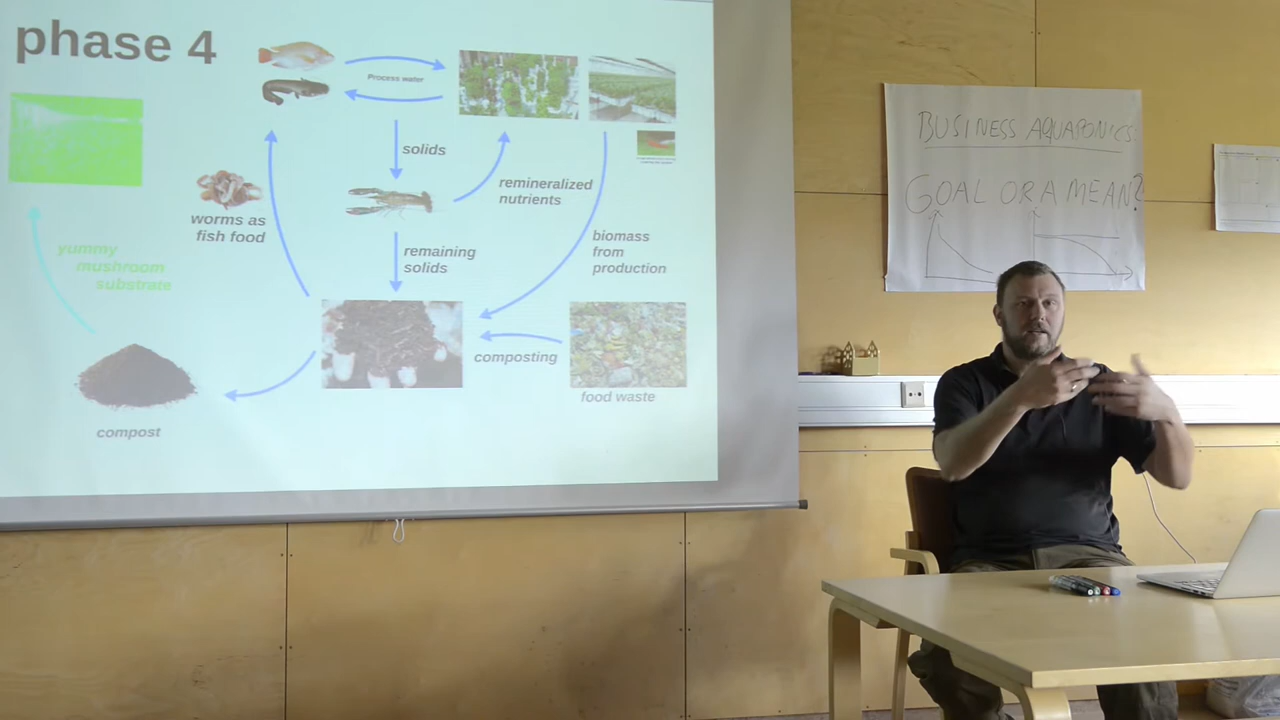 phase 4
Process water
solids
remineralized
nutrients
worms as
fish food
yummy
mushroom
substrate
remaining
solids
biomass
from
production
composting
food waste
compost
BUSINESS AQUAPONICS
GOAL OR A MEAN?